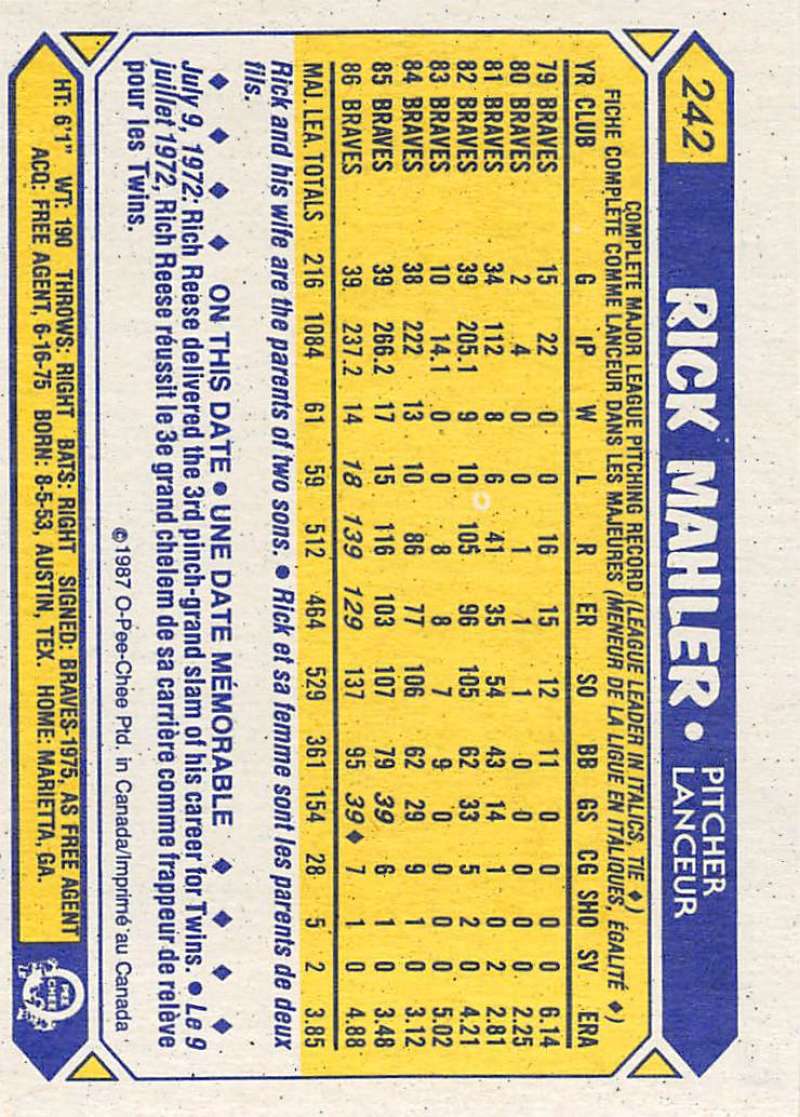 242
RICK MAHLER • PITCHER
LANCEUR
COMPLETE MAJOR LEAGUE PITCHING RECORD (LEAGUE LEADER IN ITALICS, TIE ♦)
FICHE COMPLÈTE COMME LANCEUR DANS LES MAJEURES (MENEUR DE LA LIGUE EN ITALIQUES, ÉGALITÉ ♦)
YR CLUB G IP W L R ER SO BB GS CG SHO SV ERA
79 BRAVES 15 22 0 0 16 15 12 11 0 0 0 0 6.14
80 BRAVES 2 4 0 0 1 1 1 0 0 0 0 0 2.25
81 BRAVES 34 112 8 6 41 35 54 43 14 1 0 2 2.81
82 BRAVES 39 205.1 9 10 105 96 105 62 33 5 2 0 4.21
83 BRAVES 10 14.1 0 0 8 8 7 9 0 0 0 0 5.02
84 BRAVES 38 222 13 10 86 77 106 62 29 9 1 0 3.12
85 BRAVES 39 266.2 17 15 116 103 107 79 39 6 1 0 3.48
86 BRAVES 39 237.2 14 18 139 129 137 95 39♦ 7 1 0 4.88
MAJ. LEA. TOTALS 216 1084 61 59 512 464 529 361 154 28 5 2 3.85
Rick and his wife are the parents of two sons. • Rick et sa femme sont les parents de deux
fils.
♦ ♦ ♦ ♦ ON THIS DATE • UNE DATE MÉMORABLE ♦ ♦ ♦ ♦
July 9, 1972: Rich Reese delivered the 3rd pinch-grand slam of his career for Twins. • Le 9
juillet 1972, Rich Reese réussit le 3e grand chelem de sa carrière comme frappeur de relève
pour les Twins.
©1987 O-Pee-Chee Ptd. in Canada/Imprimé au Canada
HT: 6'1" WT: 190 THROWS: RIGHT BATS: RIGHT SIGNED: BRAVES-1975, AS FREE AGENT
ACQ: FREE AGENT, 6-16-75 BORN: 8-5-53, AUSTIN, TEX. HOME: MARIETTA, GA.
O
PEE
CHEE